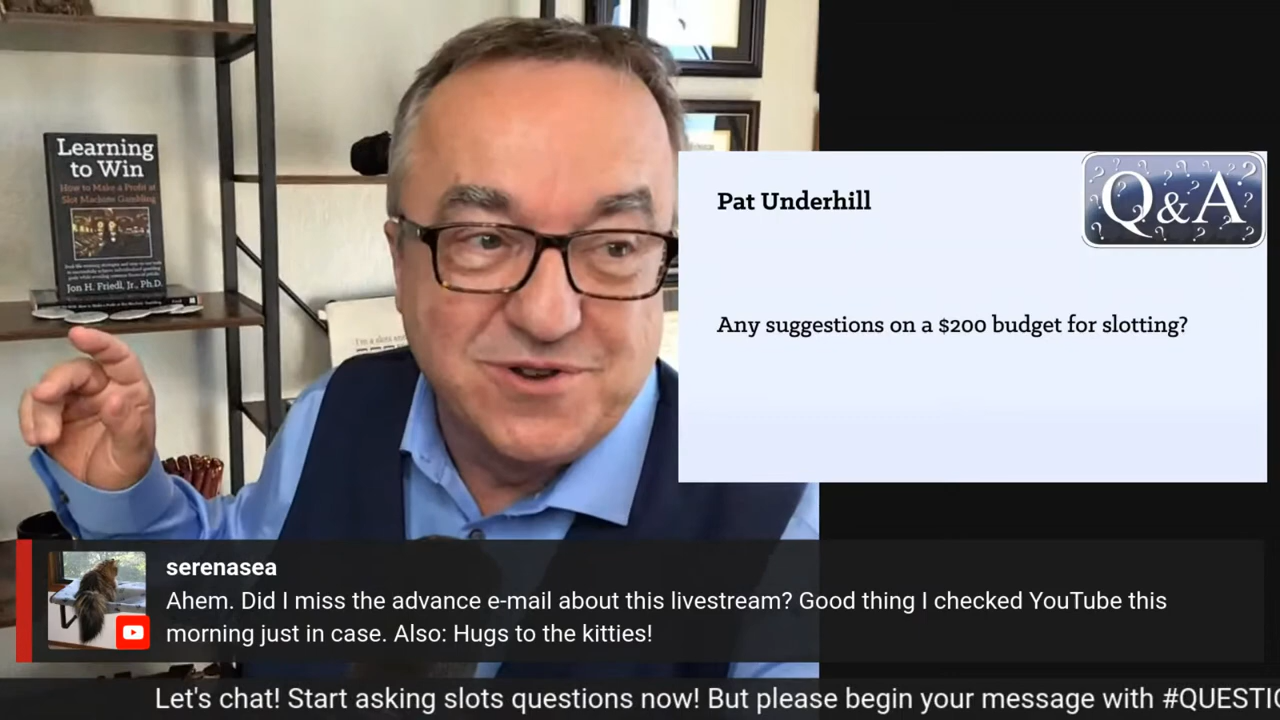 Learning
to Win
How to Make a Profit at
Slot Machine Gambling
Jon H. Friedl, Jr., Ph.D.
I'm a slots
Pat Underhill
Q&A
Any suggestions on a $200 budget for slotting?
serenasea
Ahem. Did I miss the advance e-mail about this livestream? Good thing I checked YouTube this
morning just in case. Also: Hugs to the kitties!
Let's chat! Start asking slots questions now! But please begin your message with #QUESTIO